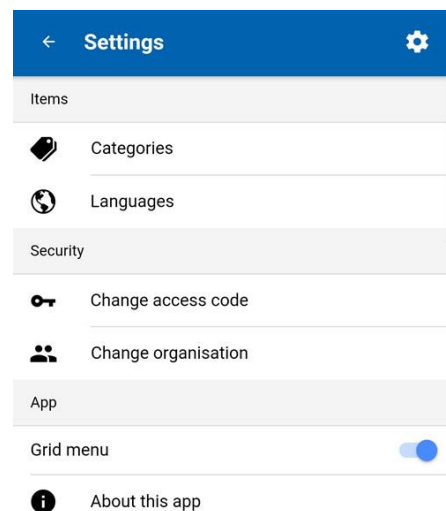 Settings
Items
Categories
Languages
Security
Change access code
Change organisation
App
Grid menu
About this app